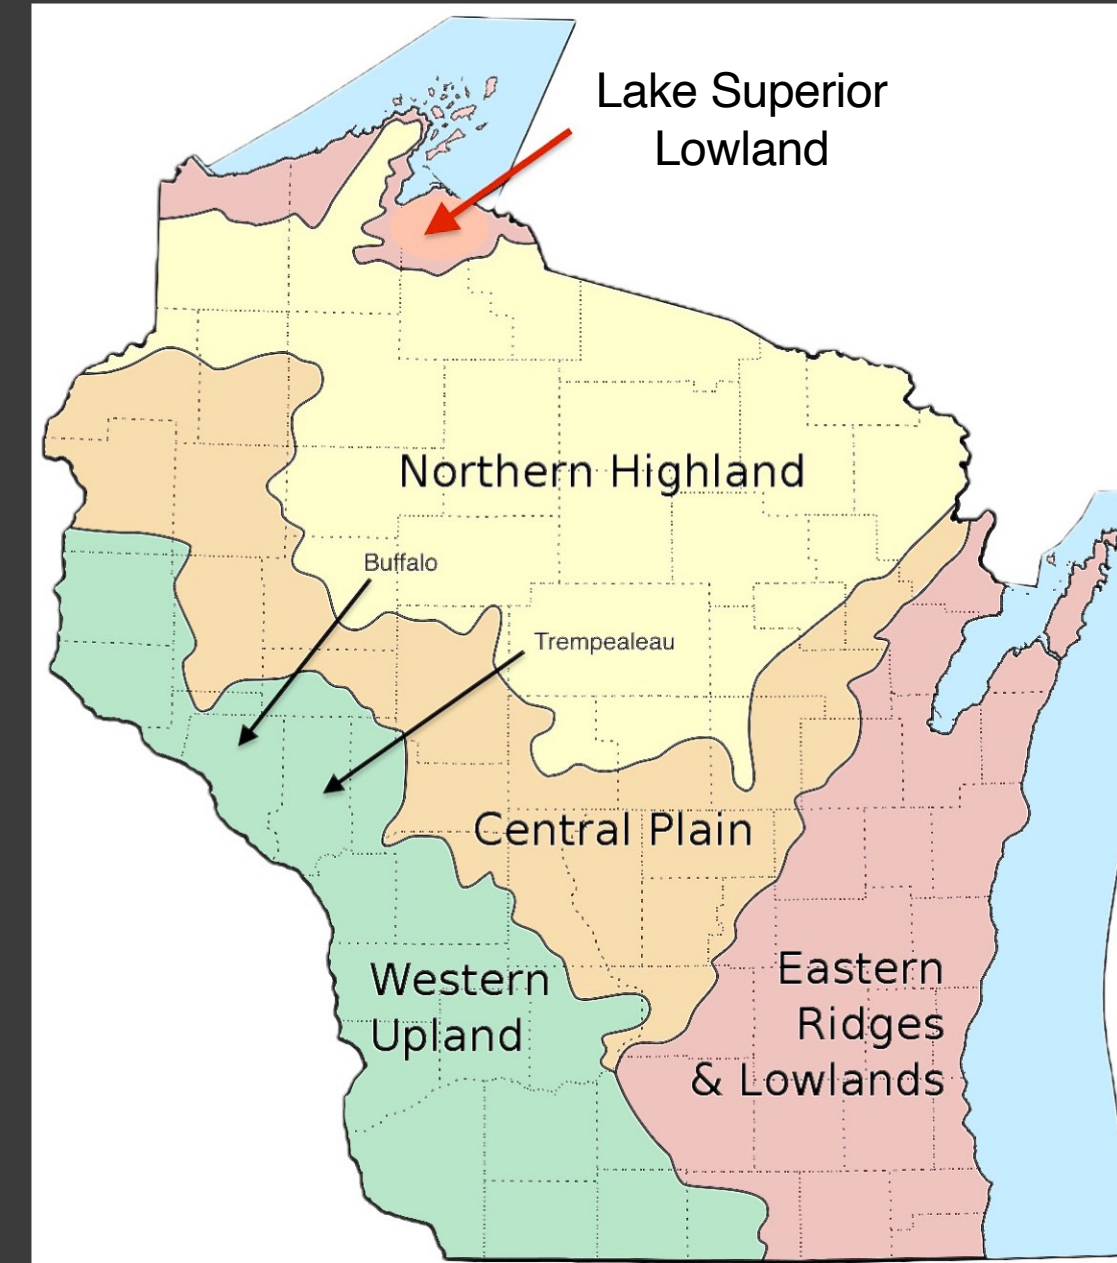 Lake Superior
Lowland
Northern Highland
Buffalo
Trempealeau
Central Plain
Western
Upland
Eastern
Ridges
& Lowlands